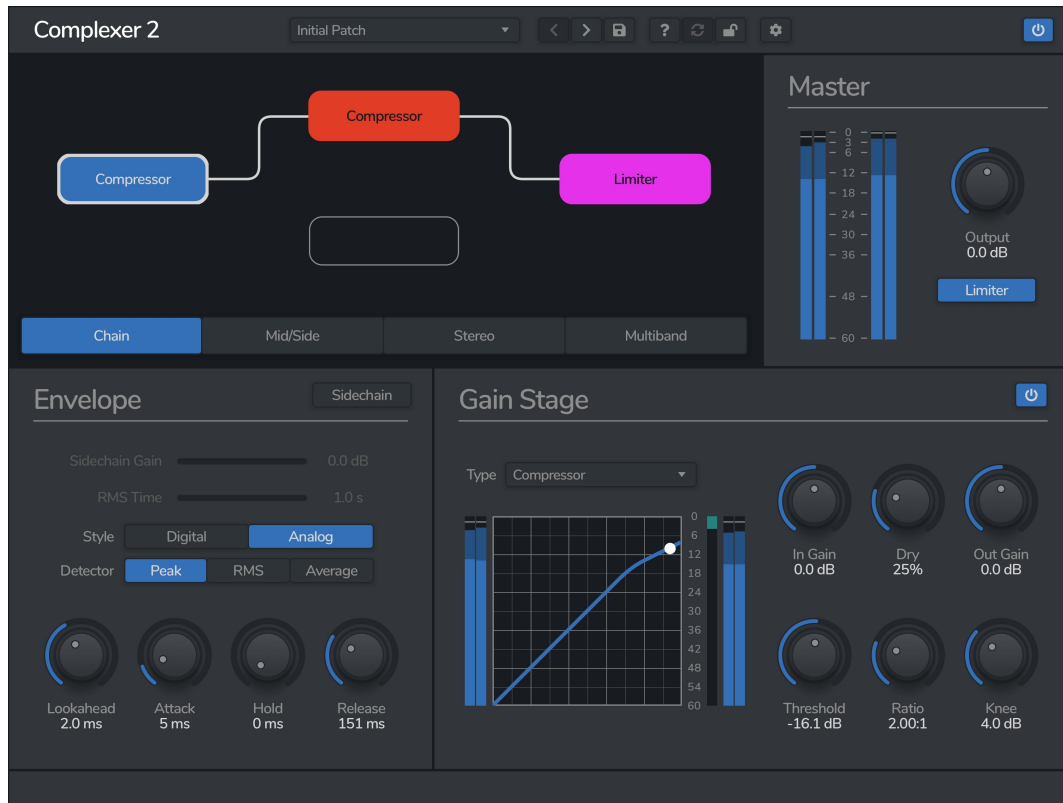 Complexer 2
Initial Patch
?
Compressor
Compressor
Limiter
Chain Mid/Side Stereo Multiband
Master
0
3
6
12
18
24
30
36
48
60
Output
0.0 dB
Limiter
Envelope
Sidechain
Sidechain Gain 0.0 dB
RMS Time 1.0 s
Style Digital Analog
Detector Peak RMS Average
Lookahead Attack Hold Release
2.0 ms 5 ms 0 ms 151 ms
Gain Stage
Type Compressor
0
6
12
18
24
30
36
42
48
54
60
In Gain Dry Out Gain
0.0 dB 25% 0.0 dB
Threshold Ratio Knee
-16.1 dB 2.00:1 4.0 dB